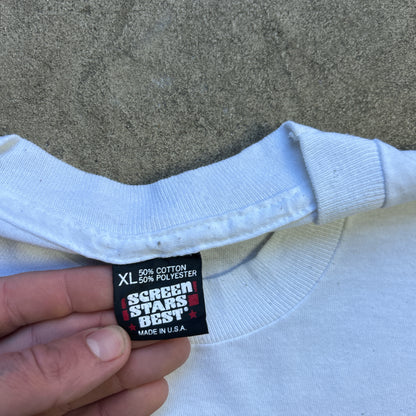 XL 50% COTTON
50% POLYESTER
SCREEN
STARS
BEST
MADE IN U.S.A.